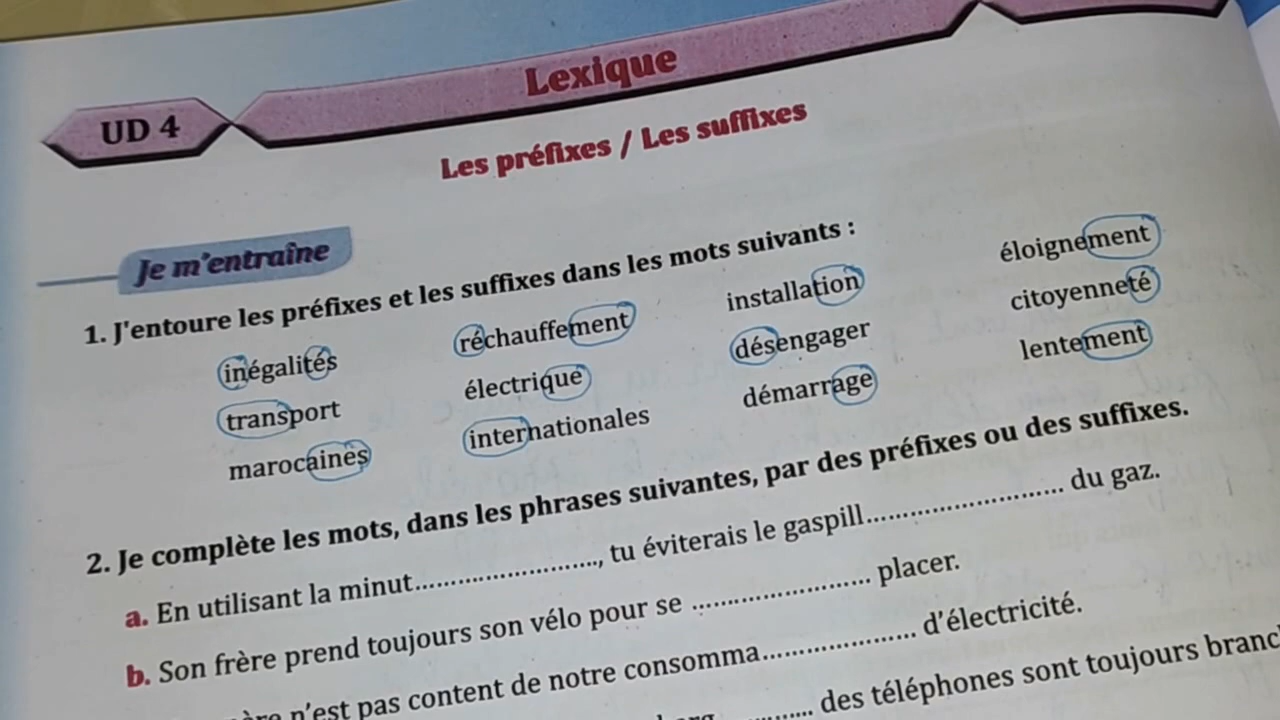 Lexique
UD 4
Les préfixes / Les suffixes
Je m'entraîne
1. J'entoure les préfixes et les suffixes dans les mots suivants :
inégalités réchauffement installation éloignement
transport électrique désengager citoyenneté
marocaines internationales démarrage lentement
2. Je complète les mots, dans les phrases suivantes, par des préfixes ou des suffixes.
a. En utilisant la minut........................, tu éviterais le gaspill........................ du gaz.
b. Son frère prend toujours son vélo pour se ........................ placer.
n'est pas content de notre consomma........................ d'électricité.
........ des téléphones sont toujours branc